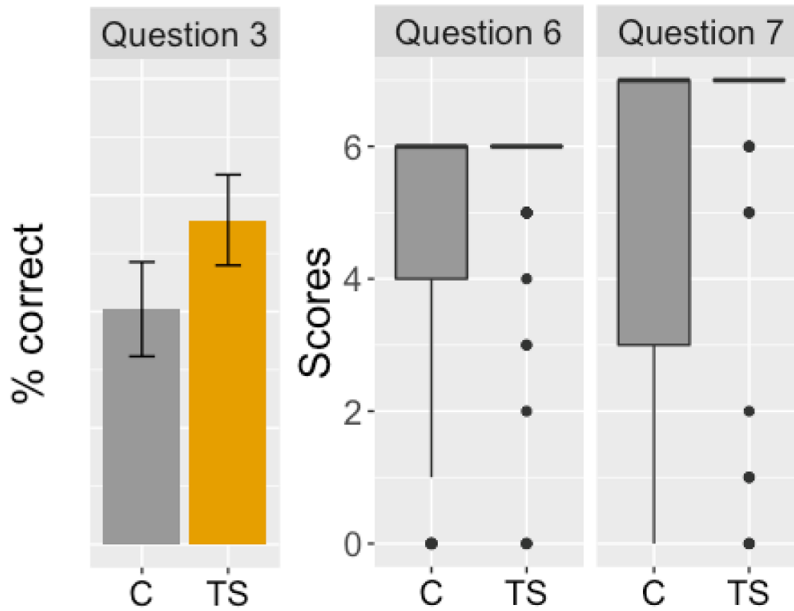 Question 3
% correct
C TS
Question 6 Question 7
Scores
6
4
2
0
C TS C TS